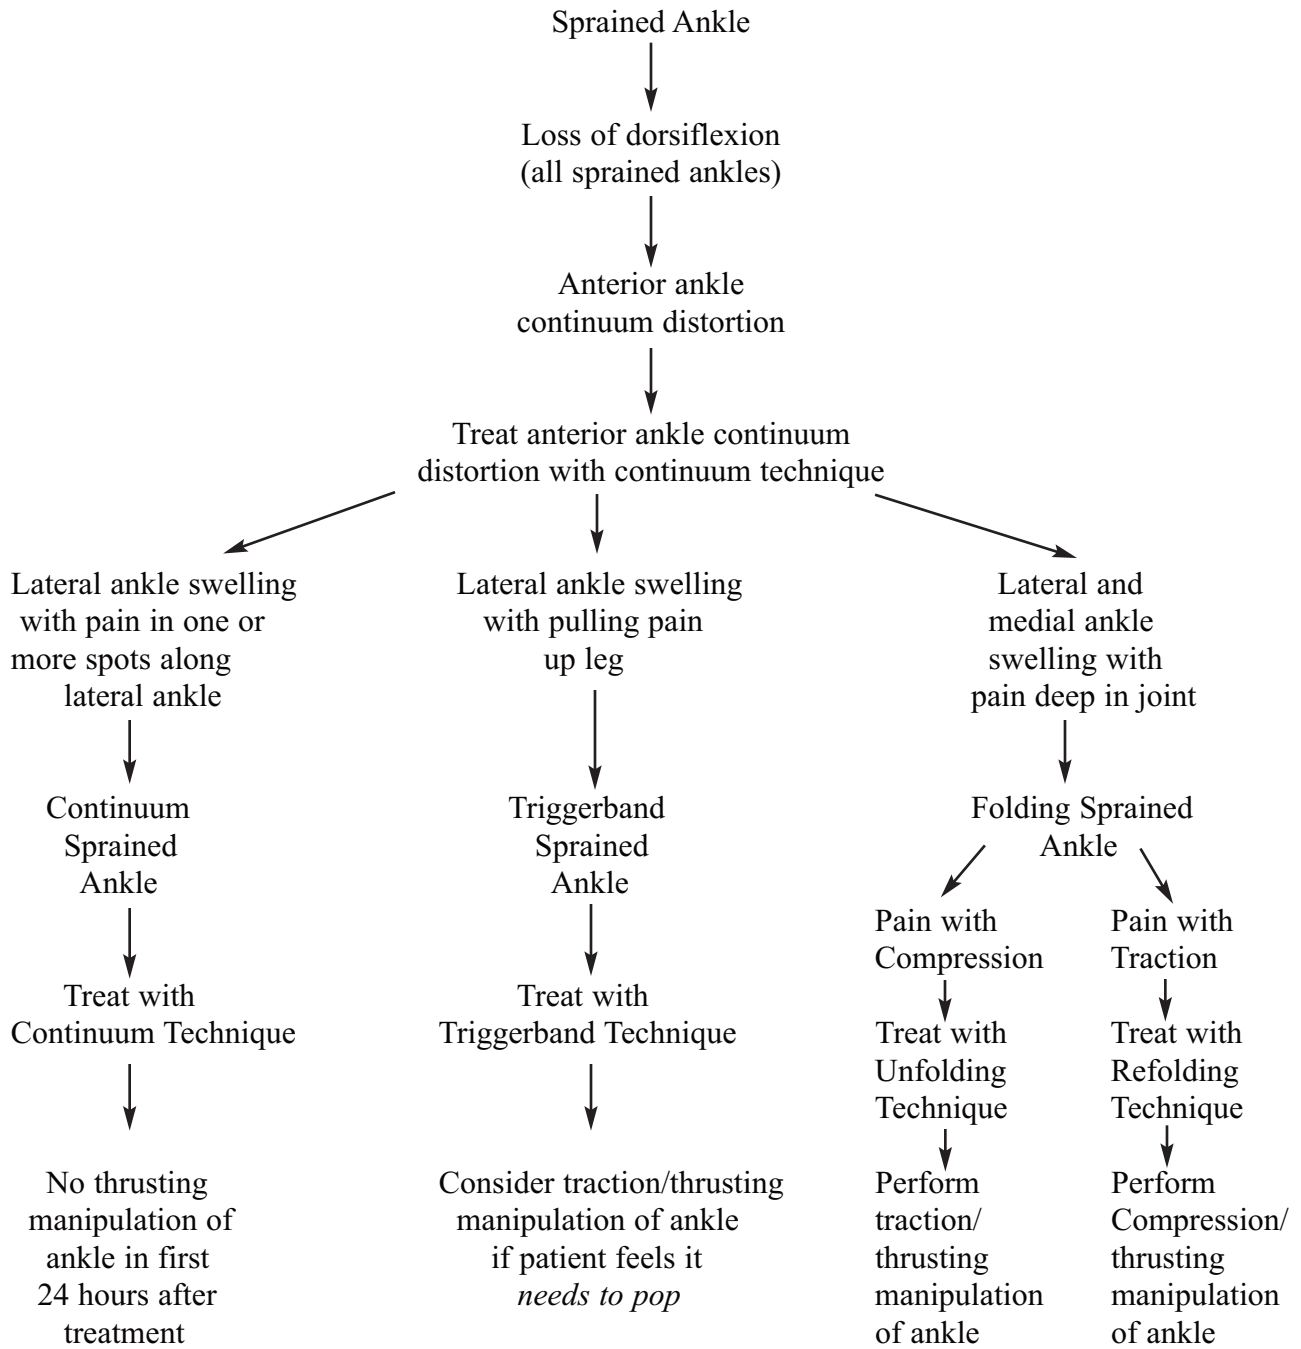 Sprained Ankle
Loss of dorsiflexion
(all sprained ankles)
Anterior ankle
continuum distortion
Treat anterior ankle continuum
distortion with continuum technique
Lateral ankle swelling
with pain in one or
more spots along
lateral ankle
Continuum
Sprained
Ankle
Treat with
Continuum Technique
No thrusting
manipulation of
ankle in first
24 hours after
treatment
Lateral ankle swelling
with pulling pain
up leg
Triggerband
Sprained
Ankle
Treat with
Triggerband Technique
Consider traction/thrusting
manipulation of ankle
if patient feels it
needs to pop
Lateral and
medial ankle
swelling with
pain deep in joint
Folding Sprained
Ankle
Pain with
Compression
Treat with
Unfolding
Technique
Perform
traction/
thrusting
manipulation
of ankle
Pain with
Traction
Treat with
Refolding
Technique
Perform
Compression/
thrusting
manipulation
of ankle